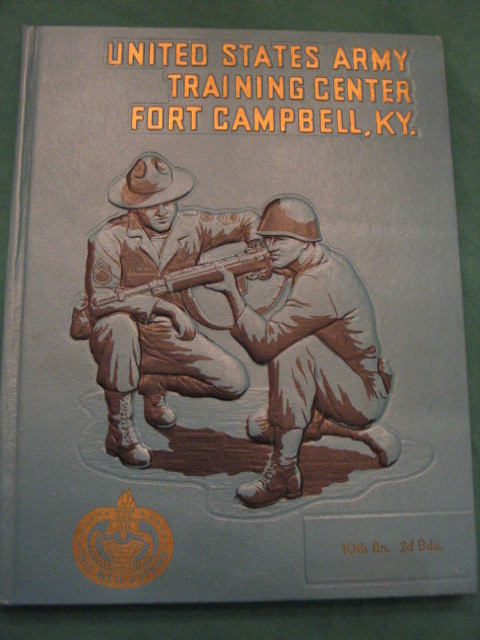 UNITED STATES ARMY
TRAINING CENTER
FORT CAMPBELL, KY.
10th Bn. 2d Bde.